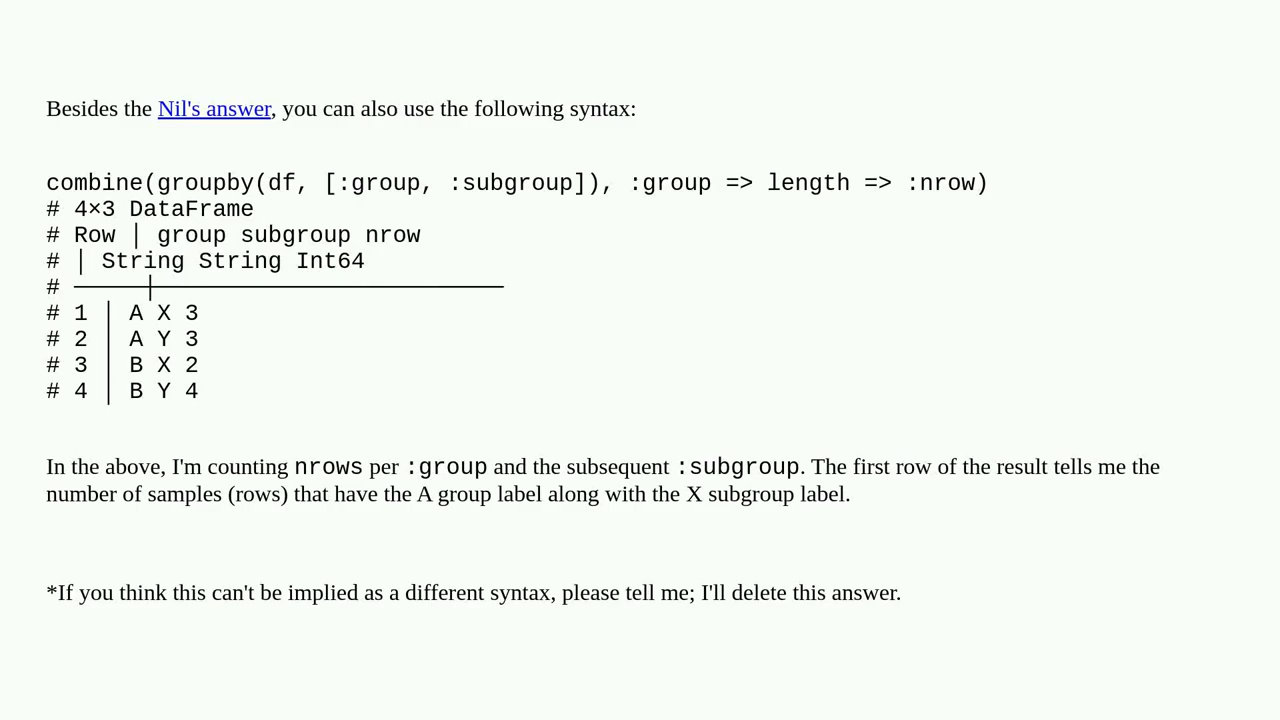 Besides the Nil's answer, you can also use the following syntax:
combine(groupby(df, [:group, :subgroup]), :group => length => :nrow)
# 4×3 DataFrame
# Row │ group subgroup nrow
# │ String String Int64
# ─────┼─────────────────────────
# 1 │ A X 3
# 2 │ A Y 3
# 3 │ B X 2
# 4 │ B Y 4
In the above, I'm counting nrows per :group and the subsequent :subgroup. The first row of the result tells me the
number of samples (rows) that have the A group label along with the X subgroup label.
*If you think this can't be implied as a different syntax, please tell me; I'll delete this answer.